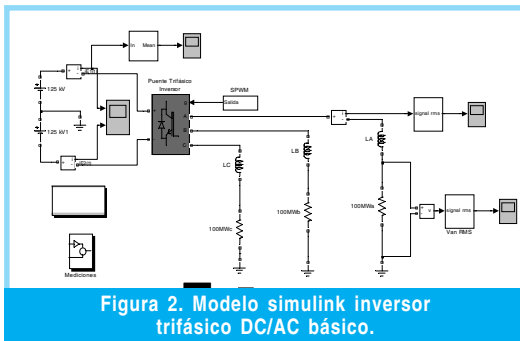 In Mean
Puente Trifásico
Inversor
SPWM
Salida
125 kV
125 kV1
g
A
B
C
signal rms
LA
LB
LC
100MWa
100MWb
100MWc
v
signal rms
Van RMS
Mediciones
Figura 2. Modelo simulink inversor
trifásico DC/AC básico.